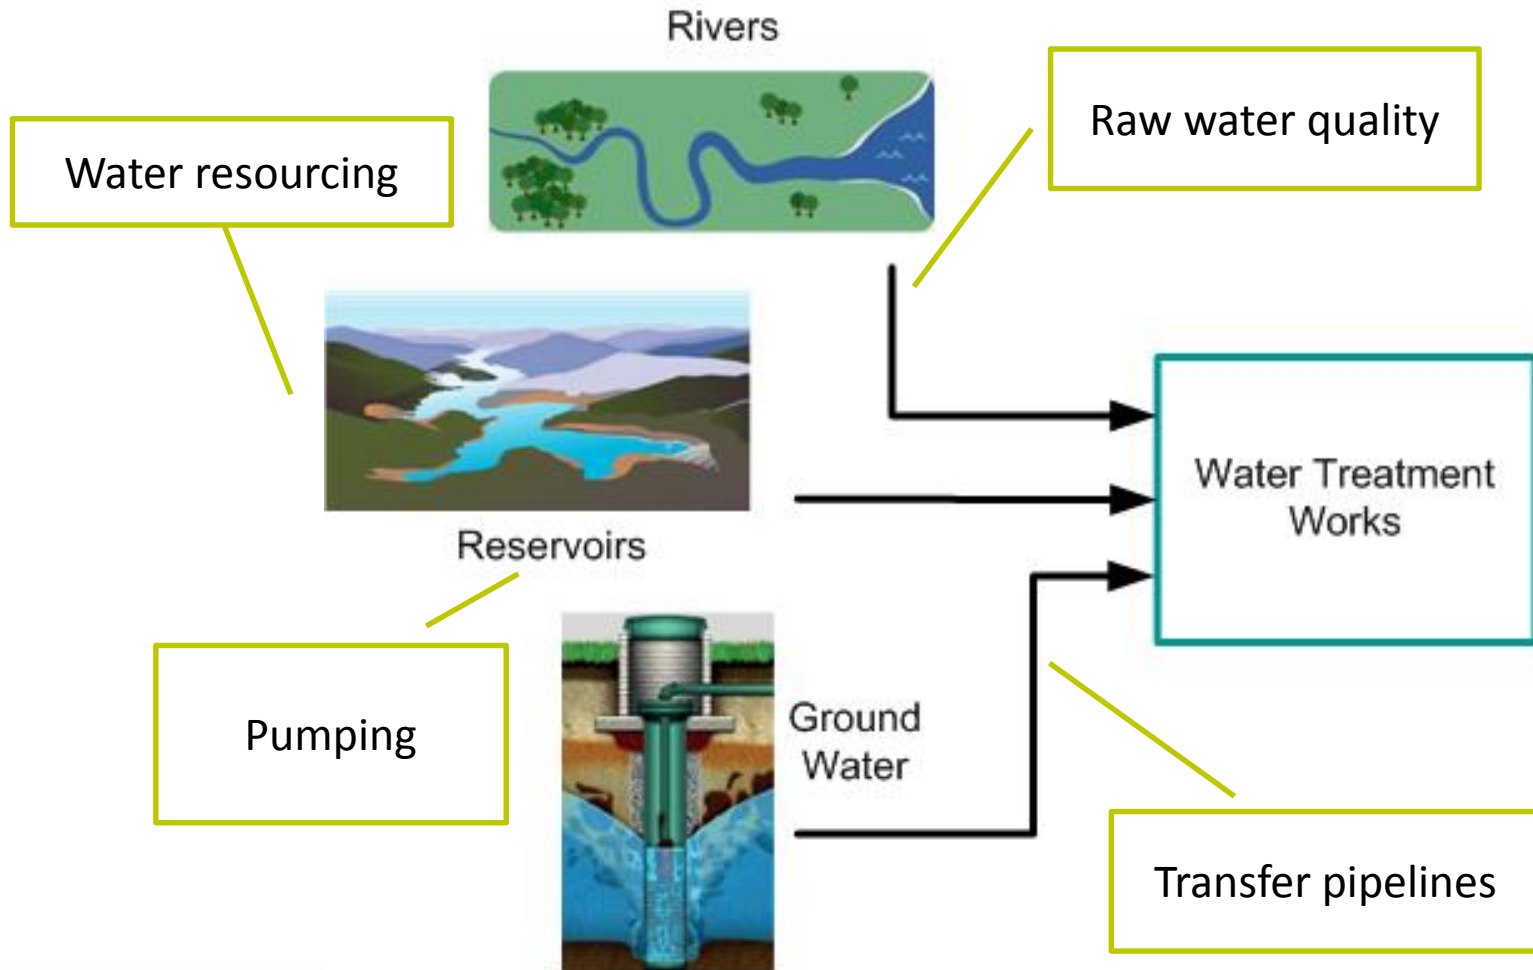 Rivers
Raw water quality
Water resourcing
Water Treatment
Works
Reservoirs
Pumping
Ground
Water
Transfer pipelines